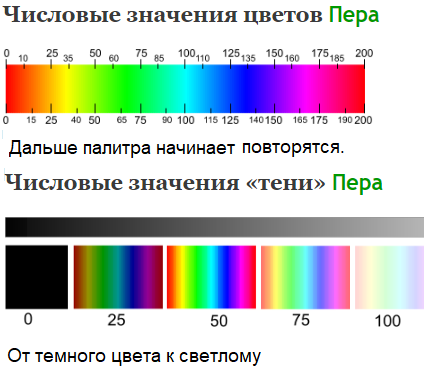 Числовые значения цветов Пера
0 10 25 35 50 60 75 85 100 110 125 135 150 160 175 185 200
0 15 25 40 50 65 75 90 100 115 125 140 150 165 175 190 200
Дальше палитра начинает повторятся.
Числовые значения «тени» Пера
0 25 50 75 100
От темного цвета к светлому